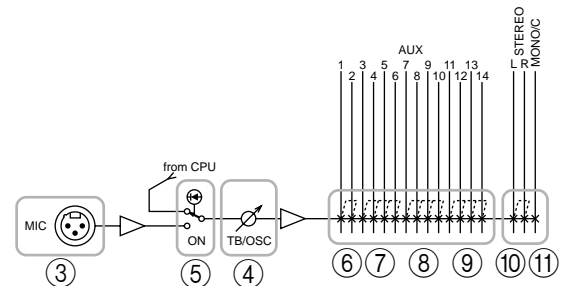 AUX
1 3 5 7 9 11 13
2 4 6 8 10 12 14
L R
STEREO
MONO/C
from CPU
MIC
ON
TB/OSC
③ ⑤ ④ ⑥ ⑦ ⑧ ⑨ ⑩ ⑪